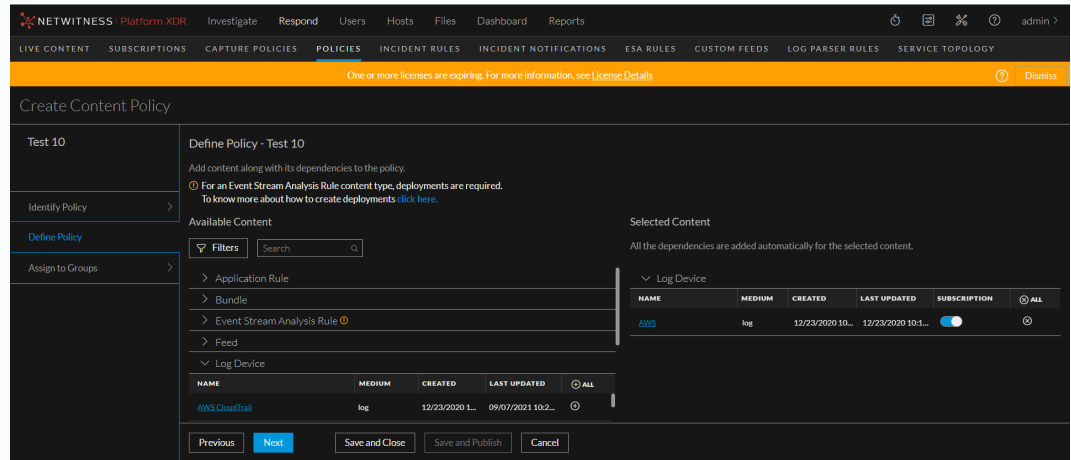 NETWITNESS Platform XDR Investigate Respond Users Hosts Files Dashboard Reports admin >
LIVE CONTENT SUBSCRIPTIONS CAPTURE POLICIES POLICIES INCIDENT RULES INCIDENT NOTIFICATIONS ESA RULES CUSTOM FEEDS LOG PARSER RULES SERVICE TOPOLOGY
One or more licenses are expiring. For more information, see License Details Dismiss
Create Content Policy
Test 10
Identify Policy
Define Policy
Assign to Groups
Define Policy - Test 10
Add content along with its dependencies to the policy.
For an Event Stream Analysis Rule content type, deployments are required.
To know more about how to create deployments click here.
Available Content
Filters Search
Application Rule
Bundle
Event Stream Analysis Rule
Feed
Log Device
NAME MEDIUM CREATED LAST UPDATED ALL
AWS CloudTrail log 12/23/2020 1... 09/07/2021 10:2...
Selected Content
All the dependencies are added automatically for the selected content.
Log Device
NAME MEDIUM CREATED LAST UPDATED SUBSCRIPTION ALL
AWS log 12/23/2020 10... 12/23/2020 10:1...
Previous Next Save and Close Save and Publish Cancel